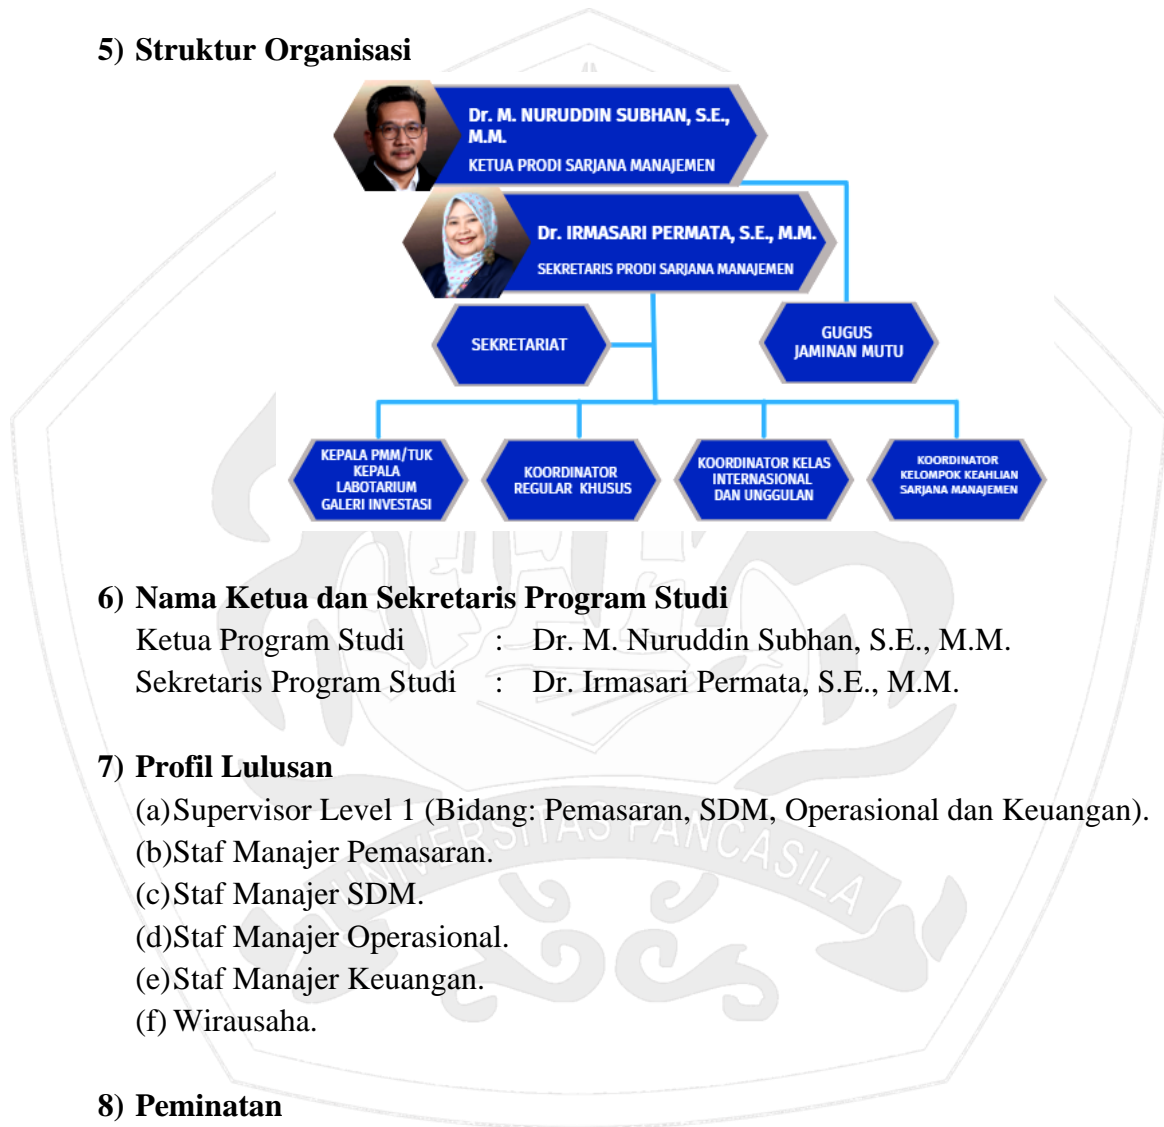 5) Struktur Organisasi
Dr. M. NURUDDIN SUBHAN, S.E.,
M.M.
KETUA PRODI SARJANA MANAJEMEN
Dr. IRMASARI PERMATA, S.E., M.M.
SEKRETARIS PRODI SARJANA MANAJEMEN
SEKRETARIAT
GUGUS
JAMINAN MUTU
KEPALA PMM/TUK
KEPALA
LABOTARIUM
GALERI INVESTASI
KOORDINATOR
REGULAR KHUSUS
KOORDINATOR KELAS
INTERNASIONAL
DAN UNGGULAN
KOORDINATOR
KELOMPOK KEAHLIAN
SARJANA MANAJEMEN
6) Nama Ketua dan Sekretaris Program Studi
Ketua Program Studi : Dr. M. Nuruddin Subhan, S.E., M.M.
Sekretaris Program Studi : Dr. Irmasari Permata, S.E., M.M.
7) Profil Lulusan
(a)Supervisor Level 1 (Bidang: Pemasaran, SDM, Operasional dan Keuangan).
(b)Staf Manajer Pemasaran.
(c)Staf Manajer SDM.
(d)Staf Manajer Operasional.
(e)Staf Manajer Keuangan.
(f) Wirausaha.
UNIVERSITAS PANCASILA
8) Peminatan